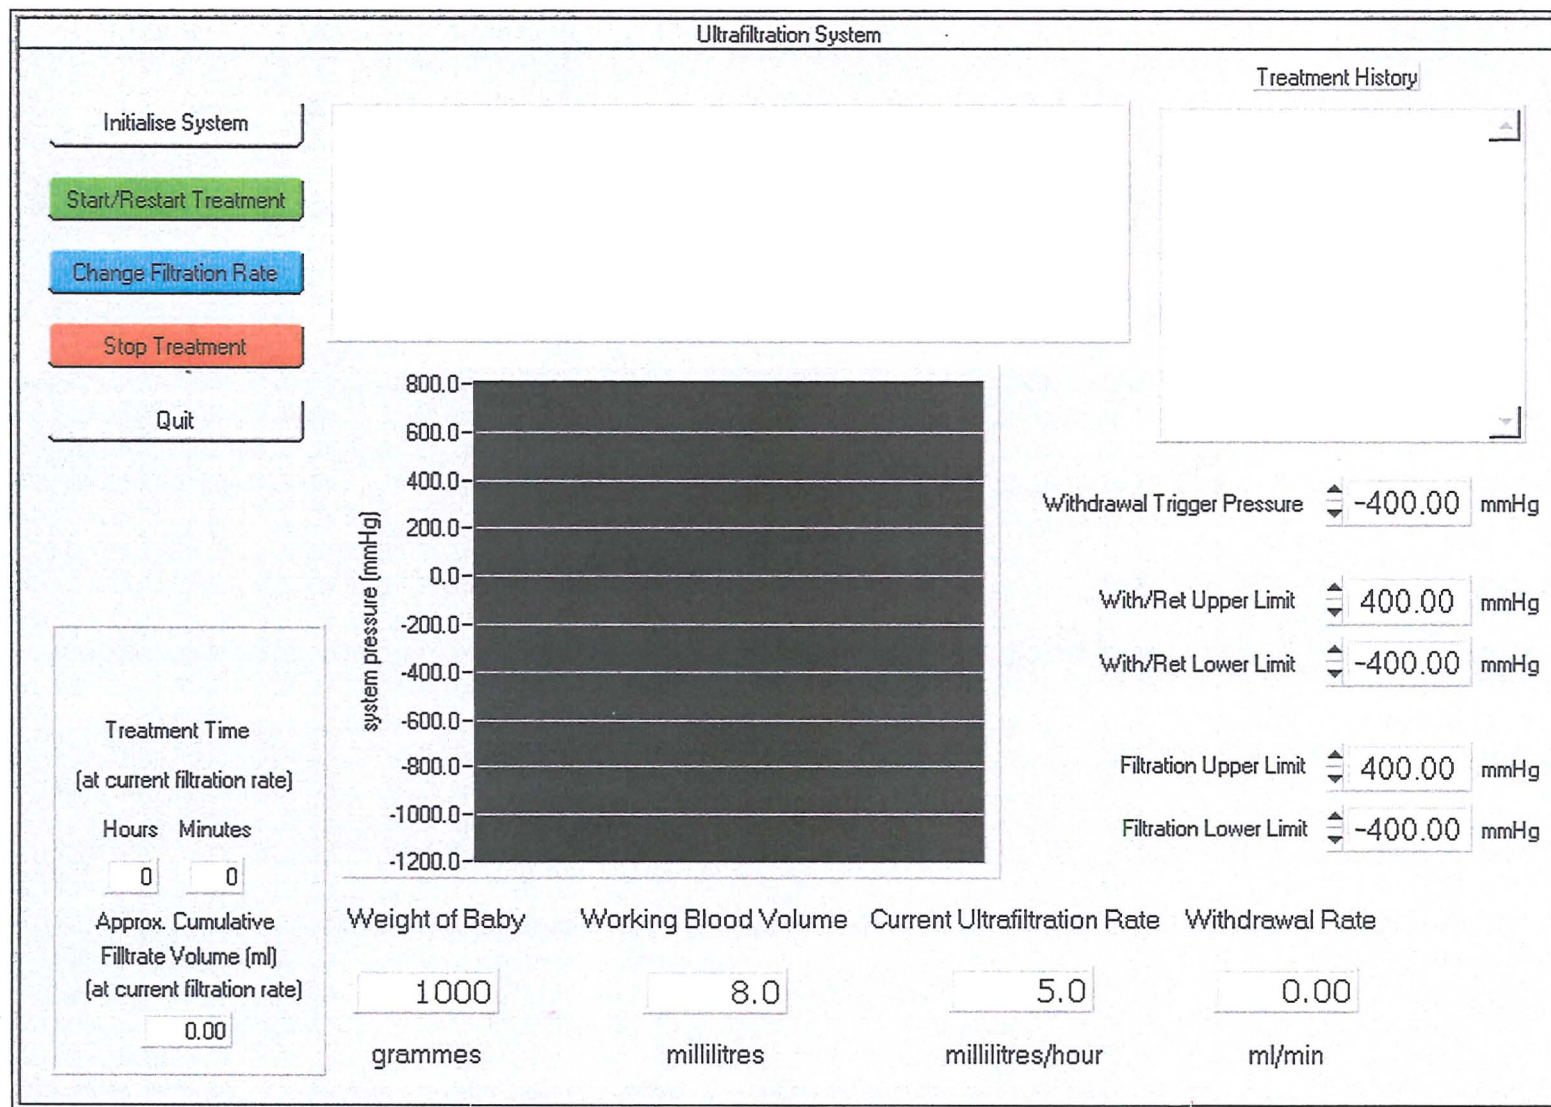 Ultrafiltration System
Initialise System
Start/Restart Treatment
Change Filtration Rate
Stop Treatment
Quit
Treatment History
800.0
600.0
400.0
200.0
0.0
-200.0
-400.0
-600.0
-800.0
-1000.0
-1200.0
system pressure (mmHg)
Withdrawal Trigger Pressure -400.00 mmHg
With/Ret Upper Limit 400.00 mmHg
With/Ret Lower Limit -400.00 mmHg
Filtration Upper Limit 400.00 mmHg
Filtration Lower Limit -400.00 mmHg
Treatment Time
(at current filtration rate)
Hours Minutes
0 0
Approx. Cumulative
Filltrate Volume (ml)
(at current filtration rate)
0.00
Weight of Baby Working Blood Volume Current Ultrafiltration Rate Withdrawal Rate
1000 8.0 5.0 0.00
grammes millilitres millilitres/hour ml/min